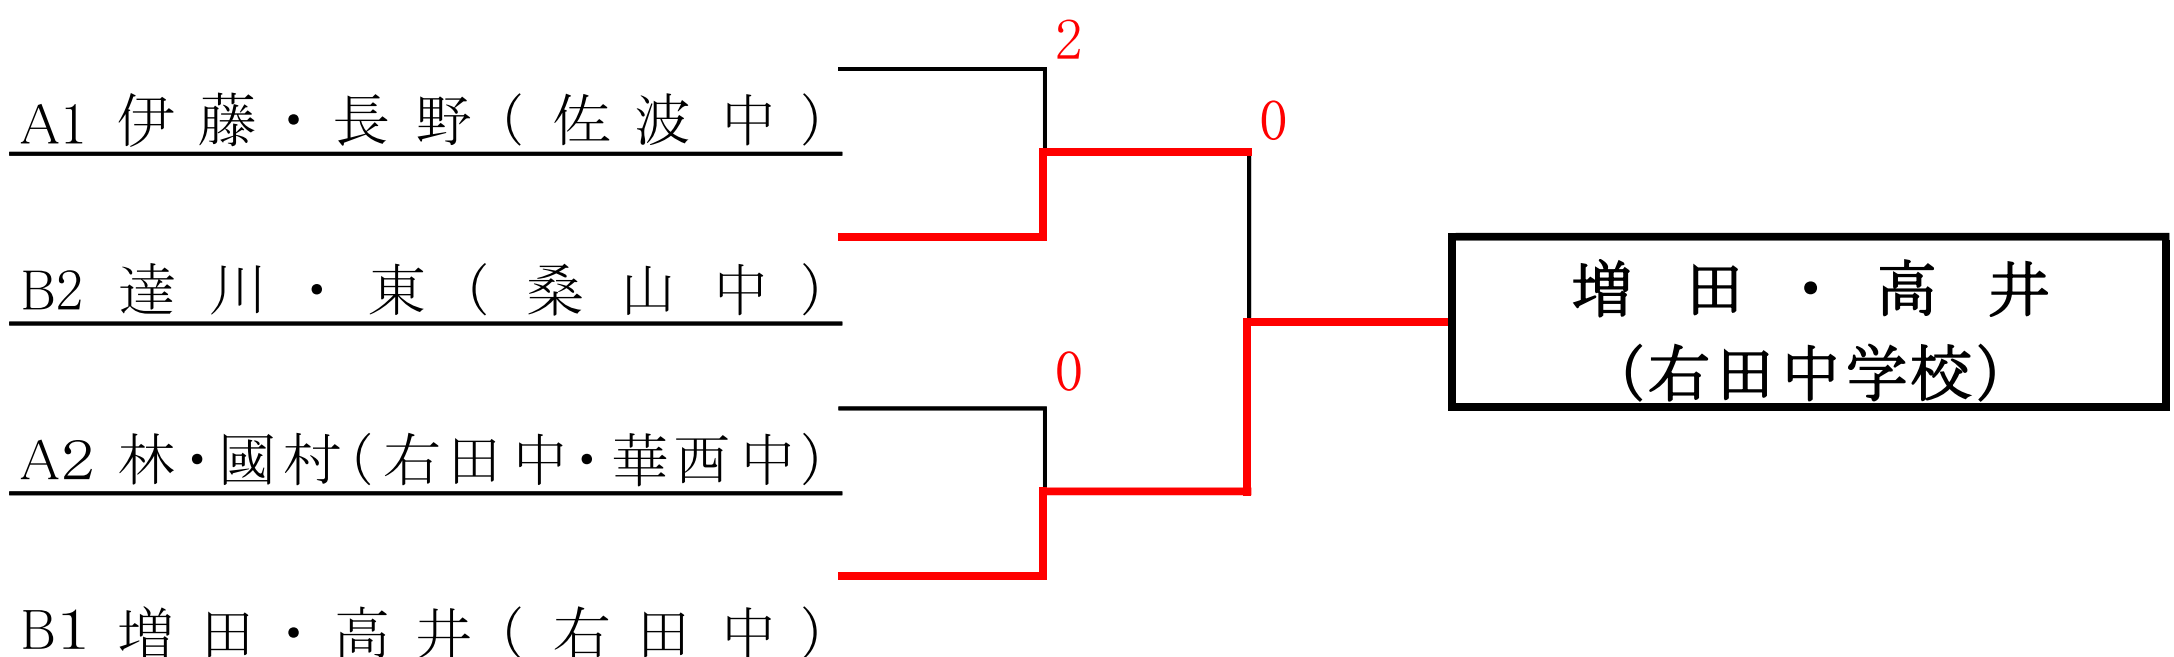 2
A1 伊藤・長野(佐波中)
0
B2 達川・東(桑山中)
増田・高井
(右田中学校)
0
A2 林・國村(右田中・華西中)
B1 増田・高井(右田中)